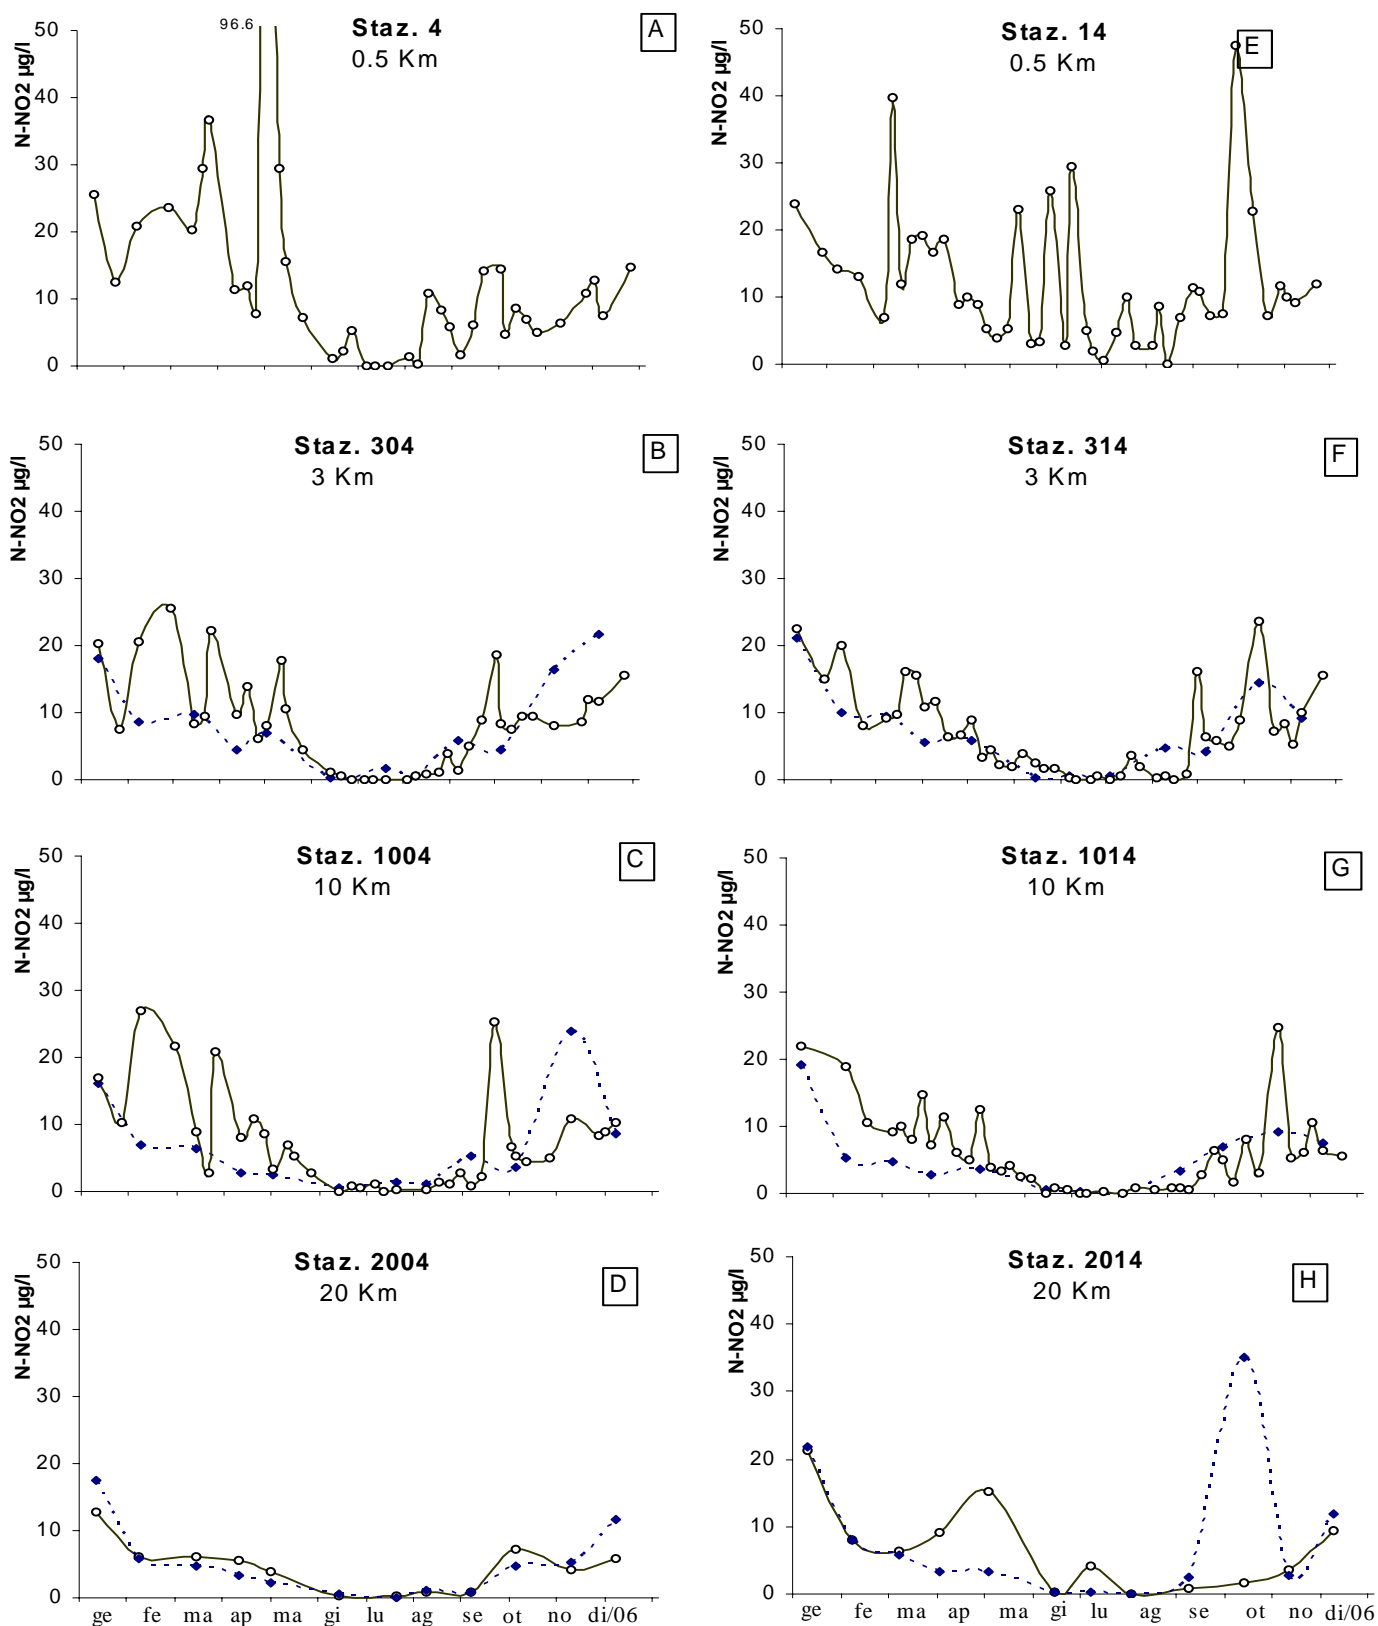 96.6
Staz. 4
0.5 Km
A
N-NO2 µg/l
50
40
30
20
10
0
Staz. 14
0.5 Km
E
N-NO2 µg/l
50
40
30
20
10
0
Staz. 304
3 Km
B
N-NO2 µg/l
50
40
30
20
10
0
Staz. 314
3 Km
F
N-NO2 µg/l
50
40
30
20
10
0
Staz. 1004
10 Km
C
N-NO2 µg/l
50
40
30
20
10
0
Staz. 1014
10 Km
G
N-NO2 µg/l
50
40
30
20
10
0
Staz. 2004
20 Km
D
N-NO2 µg/l
50
40
30
20
10
0
ge fe ma ap ma gi lu ag se ot no di/06
Staz. 2014
20 Km
H
N-NO2 µg/l
50
40
30
20
10
0
ge fe ma ap ma gi lu ag se ot no di/06